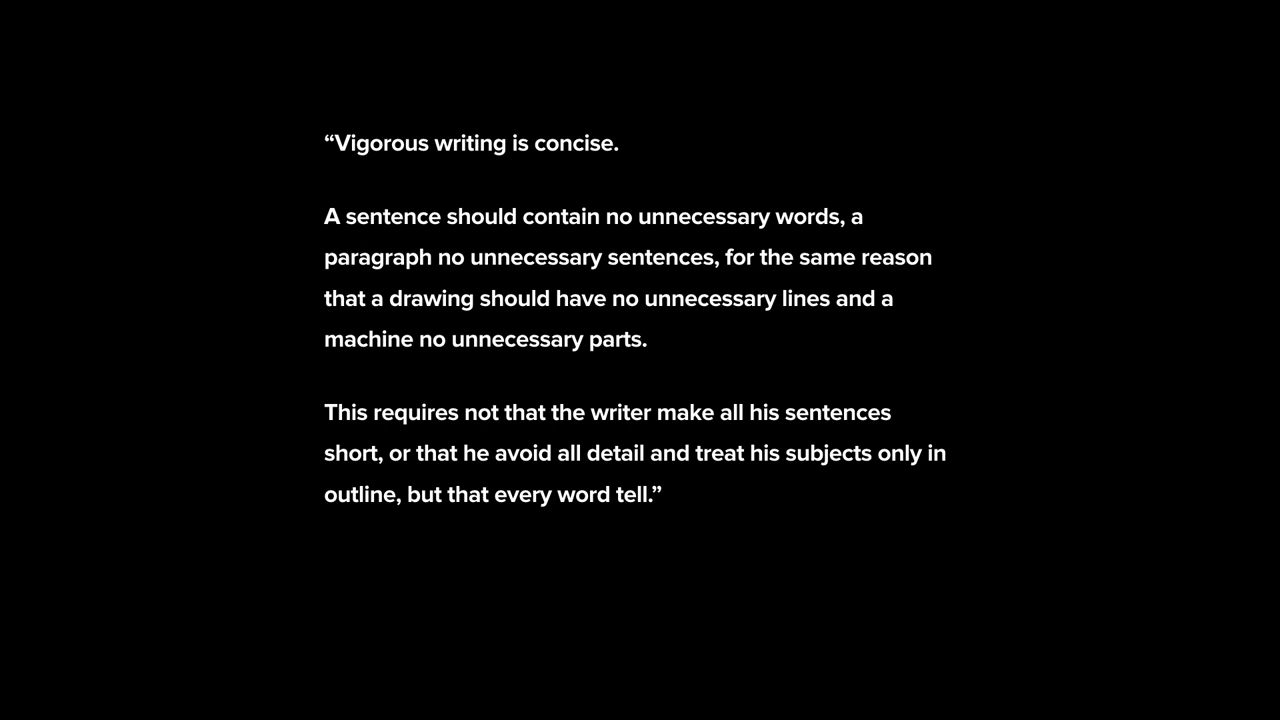 “Vigorous writing is concise.
A sentence should contain no unnecessary words, a
paragraph no unnecessary sentences, for the same reason
that a drawing should have no unnecessary lines and a
machine no unnecessary parts.
This requires not that the writer make all his sentences
short, or that he avoid all detail and treat his subjects only in
outline, but that every word tell.”